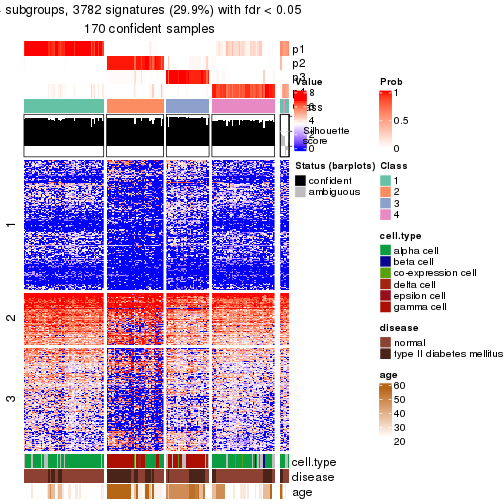 subgroups, 3782 signatures (29.9%) with fdr < 0.05
170 confident samples
p1
p2
p3
Value
8
4
2
0
Silhouette
score
Prob
1
0.5
0
Status (barplots)
confident
ambiguous
Class
1
2
3
4
cell.type
alpha cell
beta cell
co-expression cell
delta cell
epsilon cell
gamma cell
disease
normal
type II diabetes mellitus
age
60
50
40
30
20
1
2
3
cell.type
disease
age